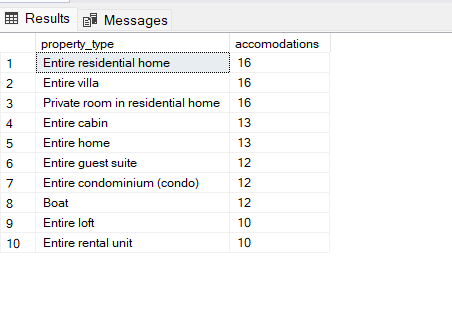 Results Messages
property_type accomodations
1 Entire residential home 16
2 Entire villa 16
3 Private room in residential home 16
4 Entire cabin 13
5 Entire home 13
6 Entire guest suite 12
7 Entire condominium (condo) 12
8 Boat 12
9 Entire loft 10
10 Entire rental unit 10